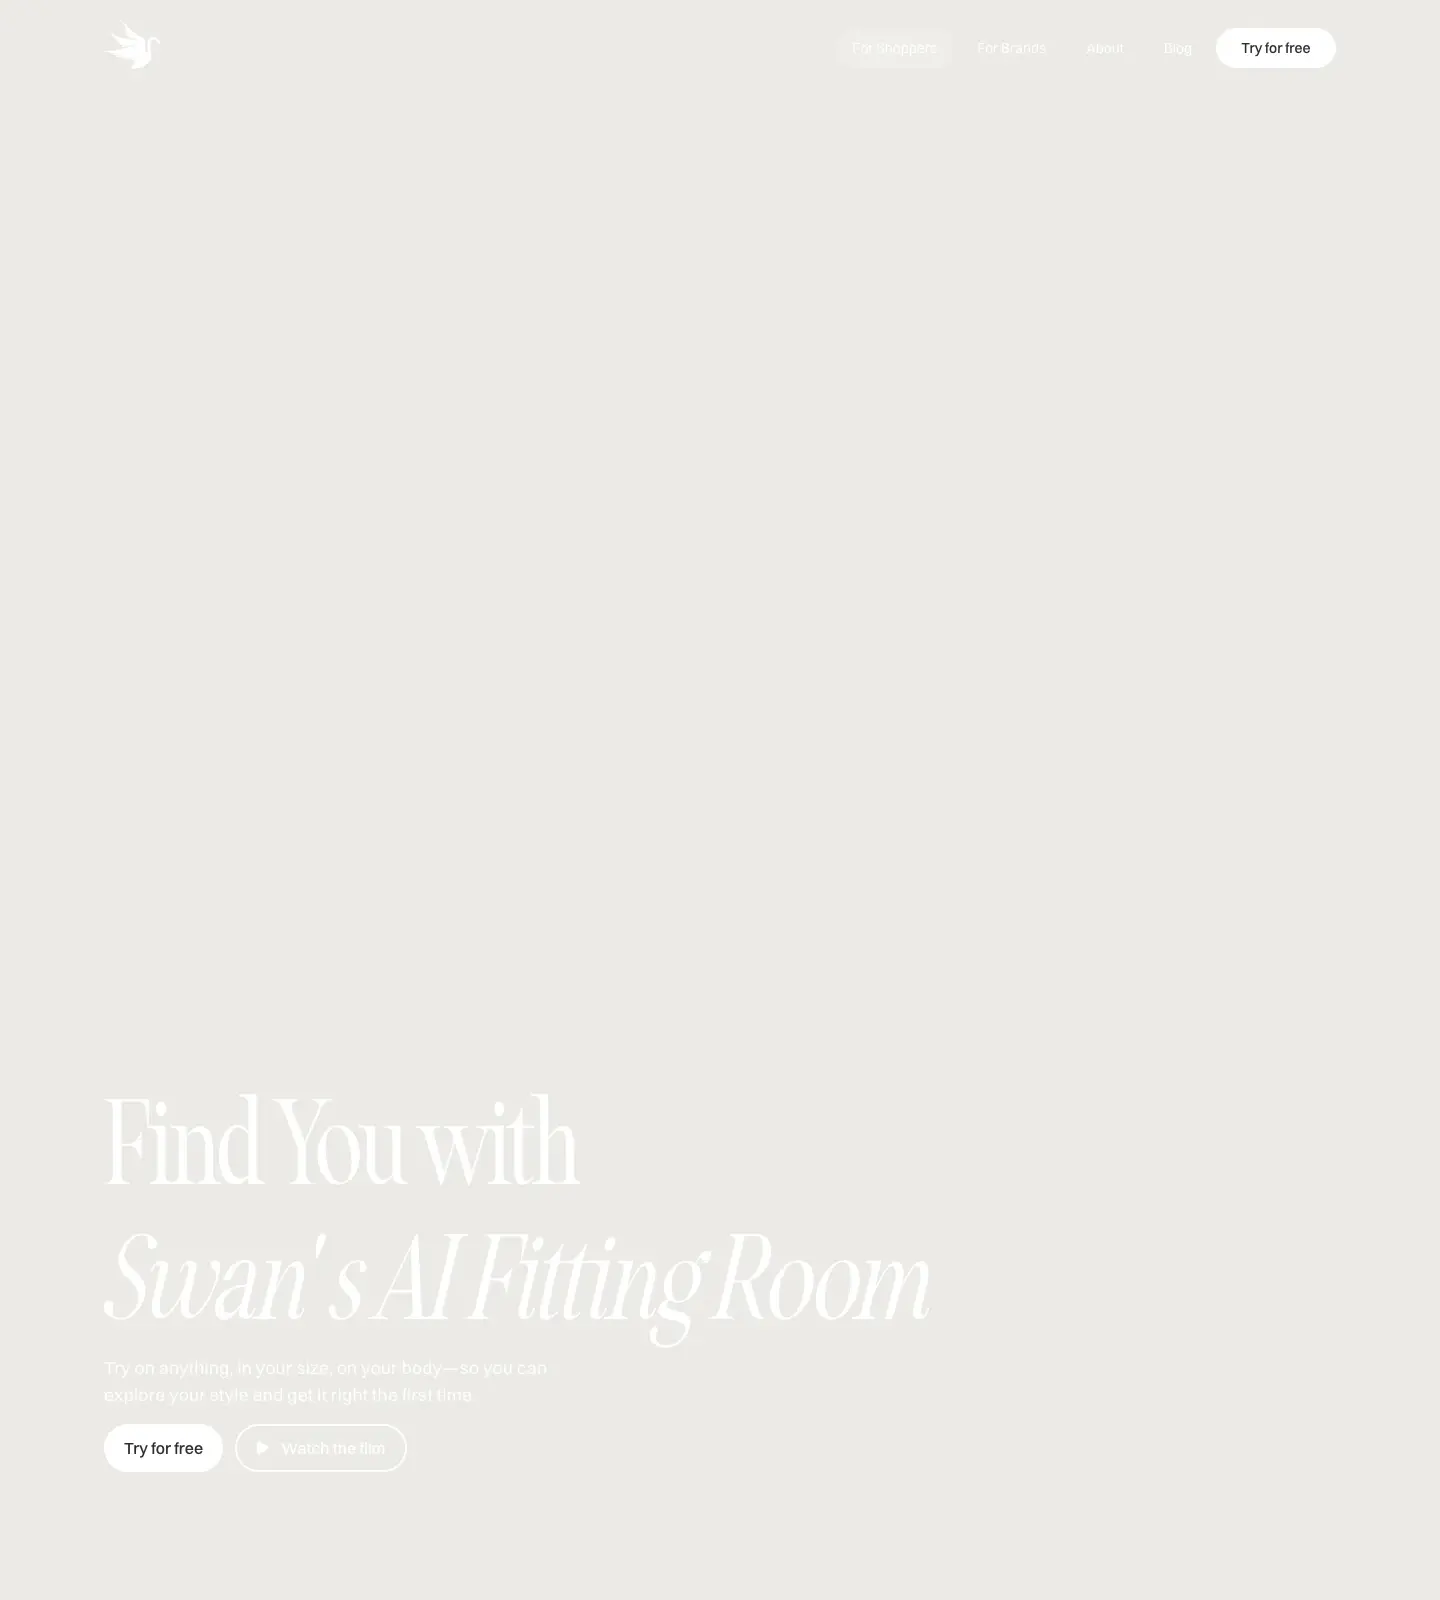 For Shoppers
For Brands
About
Blog
Try for free
Find You with
Swan's AI Fitting Room
Try on anything, in your size, on your body—so you can
explore your style and get it right the first time.
Try for free
Watch the film